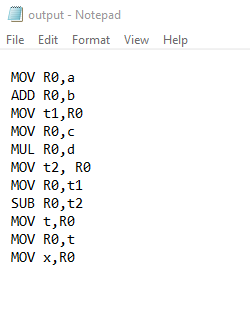 output - Notepad
File Edit Format View Help
MOV R0,a
ADD R0,b
MOV t1,R0
MOV R0,c
MUL R0,d
MOV t2, R0
MOV R0,t1
SUB R0,t2
MOV t,R0
MOV R0,t
MOV x,R0